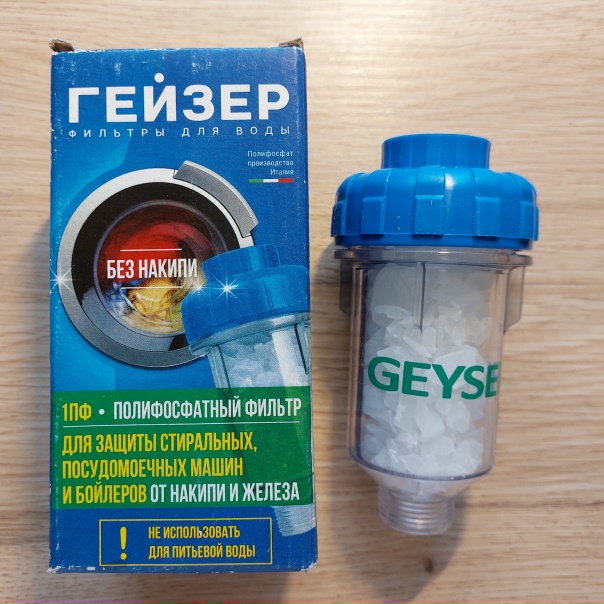 ГЕЙЗЕР
ФИЛЬТРЫ ДЛЯ ВОДЫ
Полифосфат
производство
Италия
БЕЗ НАКИПИ
1ПФ • ПОЛИФОСФАТНЫЙ ФИЛЬТР
ДЛЯ ЗАЩИТЫ СТИРАЛЬНЫХ,
ПОСУДОМОЕЧНЫХ МАШИН
И БОЙЛЕРОВ ОТ НАКИПИ И ЖЕЛЕЗА
!
НЕ ИСПОЛЬЗОВАТЬ
ДЛЯ ПИТЬЕВОЙ ВОДЫ
GEYSE